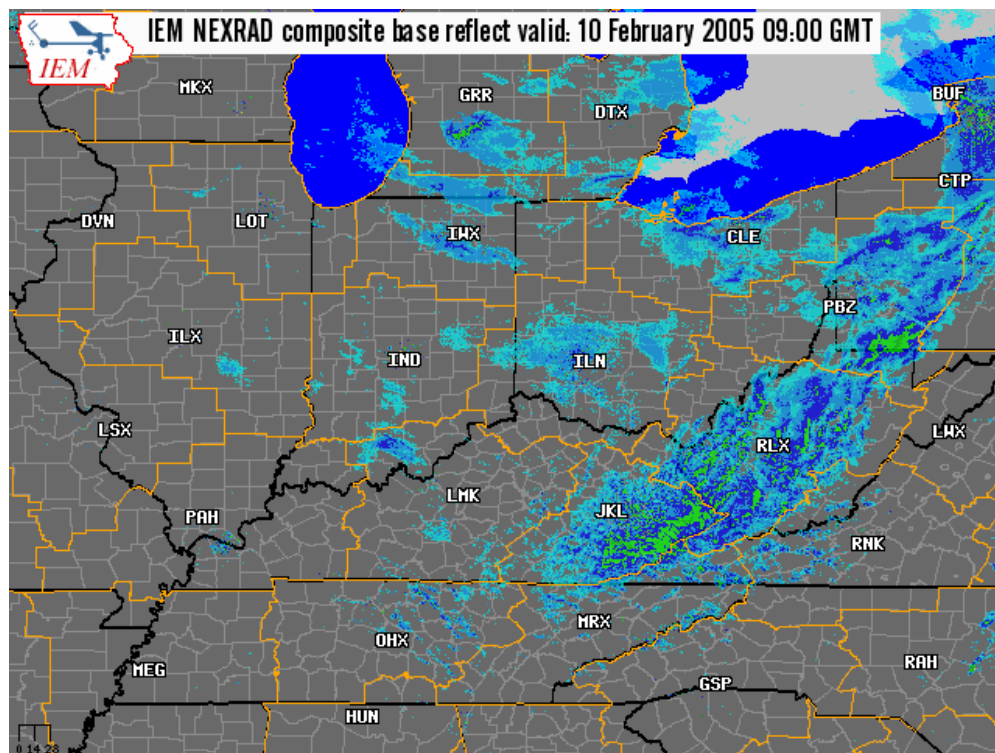 IEM NEXRAD composite base reflect valid: 10 February 2005 09:00 GMT
IEM
MKX
GRR
DTX
BUF
CTP
DVN
LOT
IWX
CLE
PBZ
ILX
IND
ILN
LSX
RLX
LWX
LMK
JKL
PAH
RNK
OHX
MRX
MEG
RAH
GSP
HUN
0 14 28